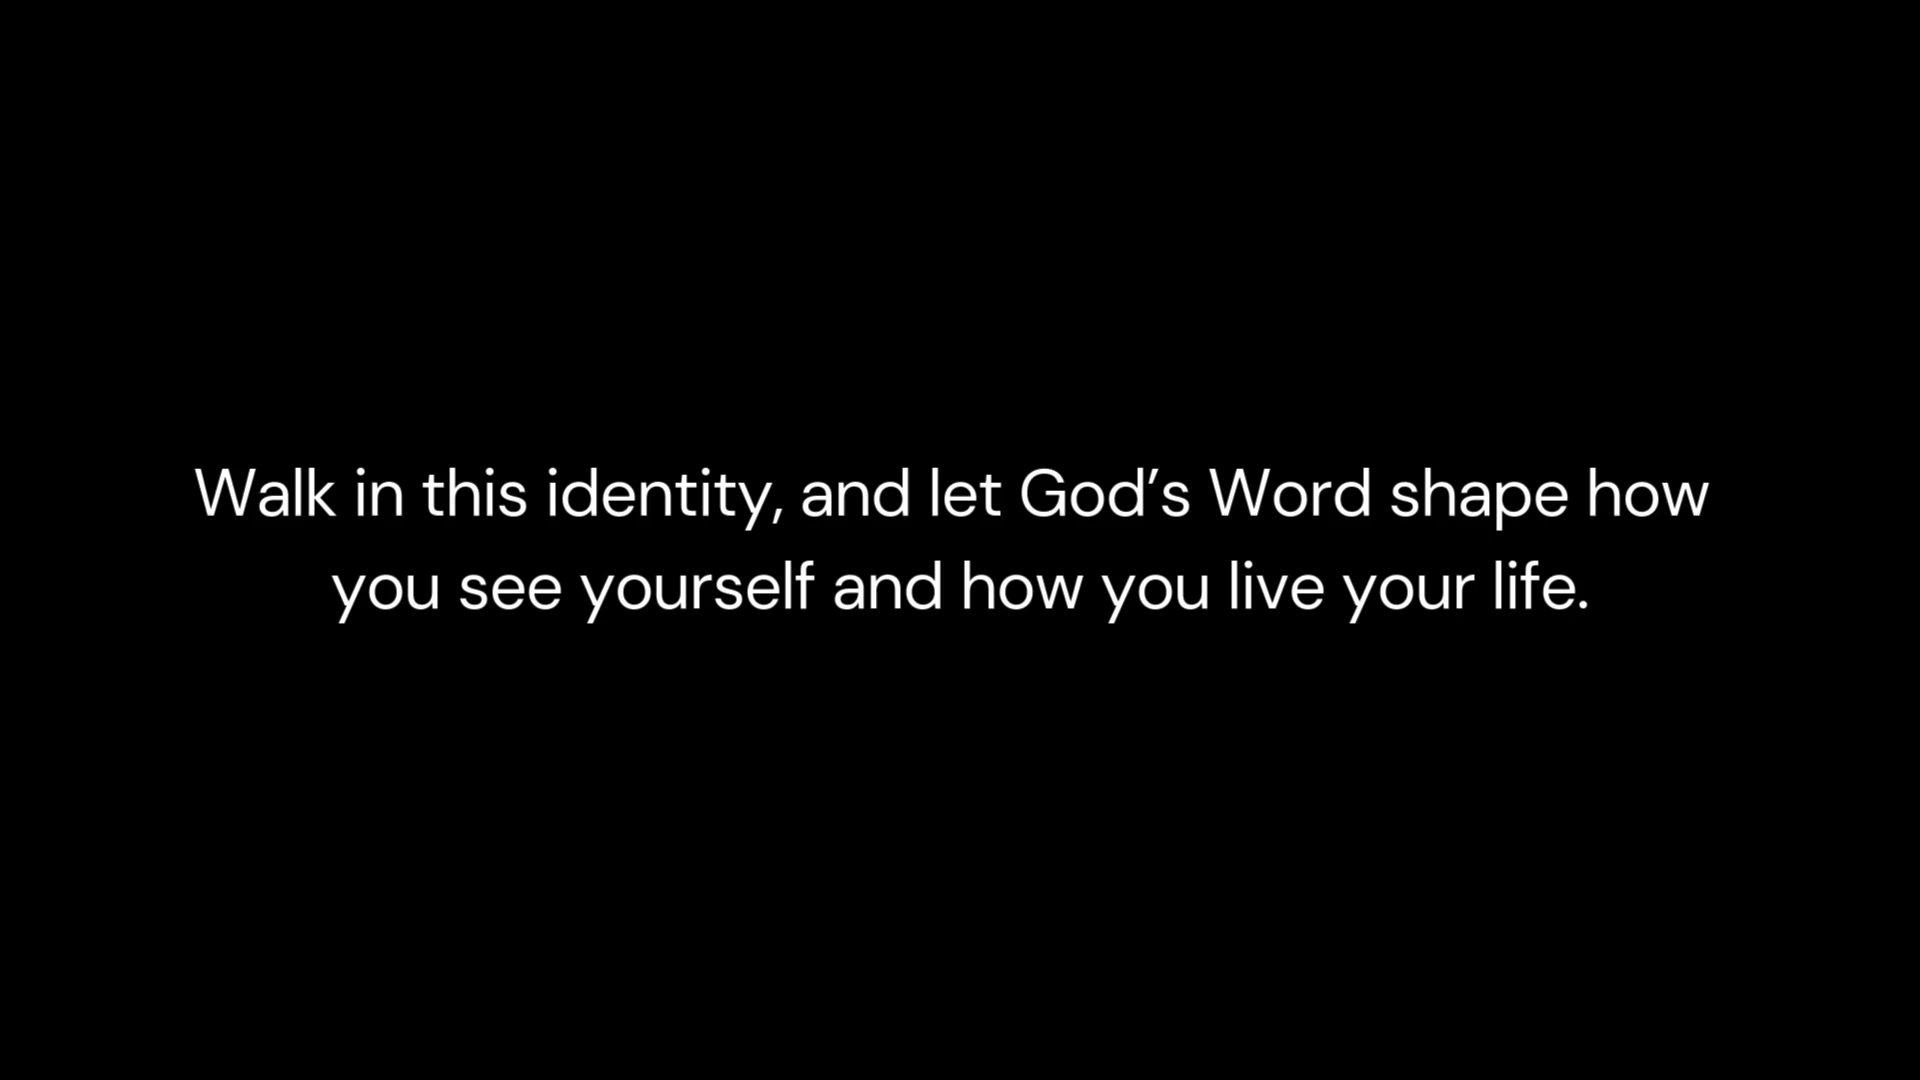 Walk in this identity, and let God’s Word shape how
you see yourself and how you live your life.